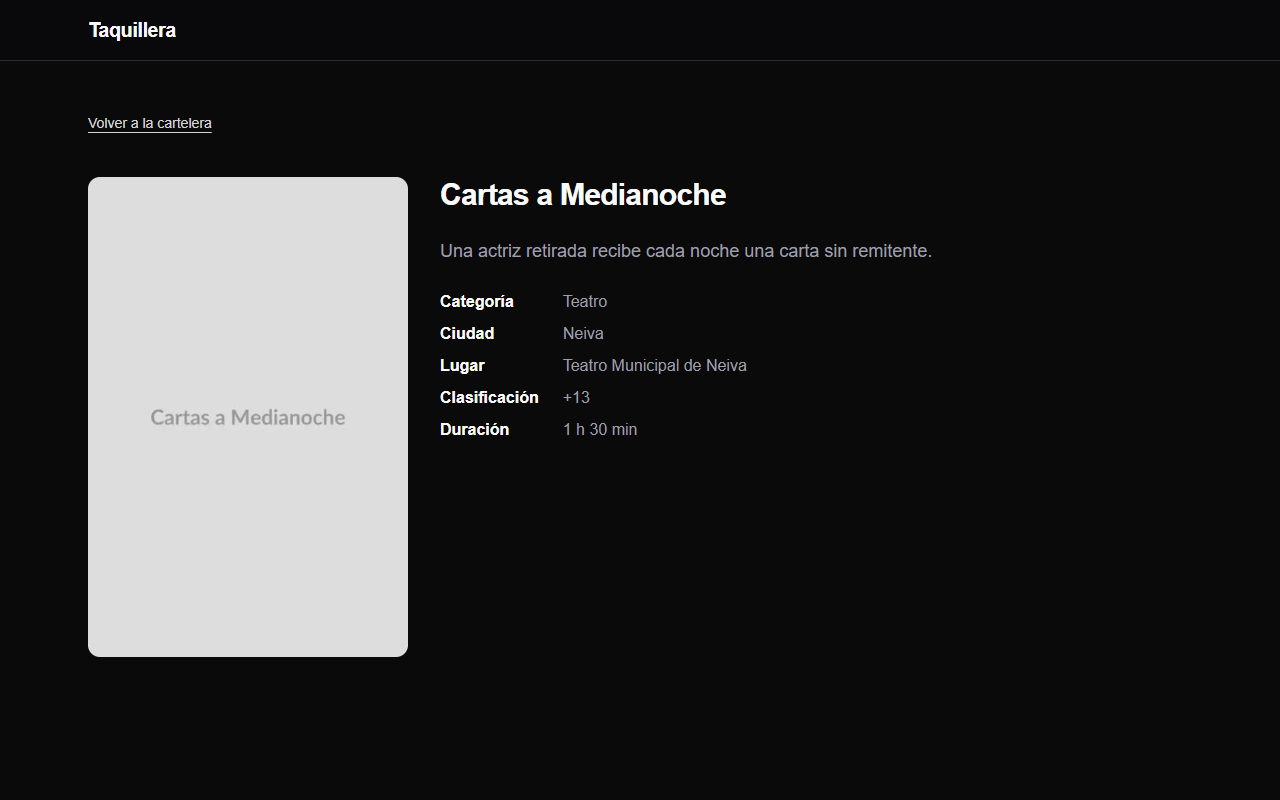 Taquillera
Volver a la cartelera
Cartas a Medianoche
Cartas a Medianoche
Una actriz retirada recibe cada noche una carta sin remitente.
Categoría Teatro
Ciudad Neiva
Lugar Teatro Municipal de Neiva
Clasificación +13
Duración 1 h 30 min